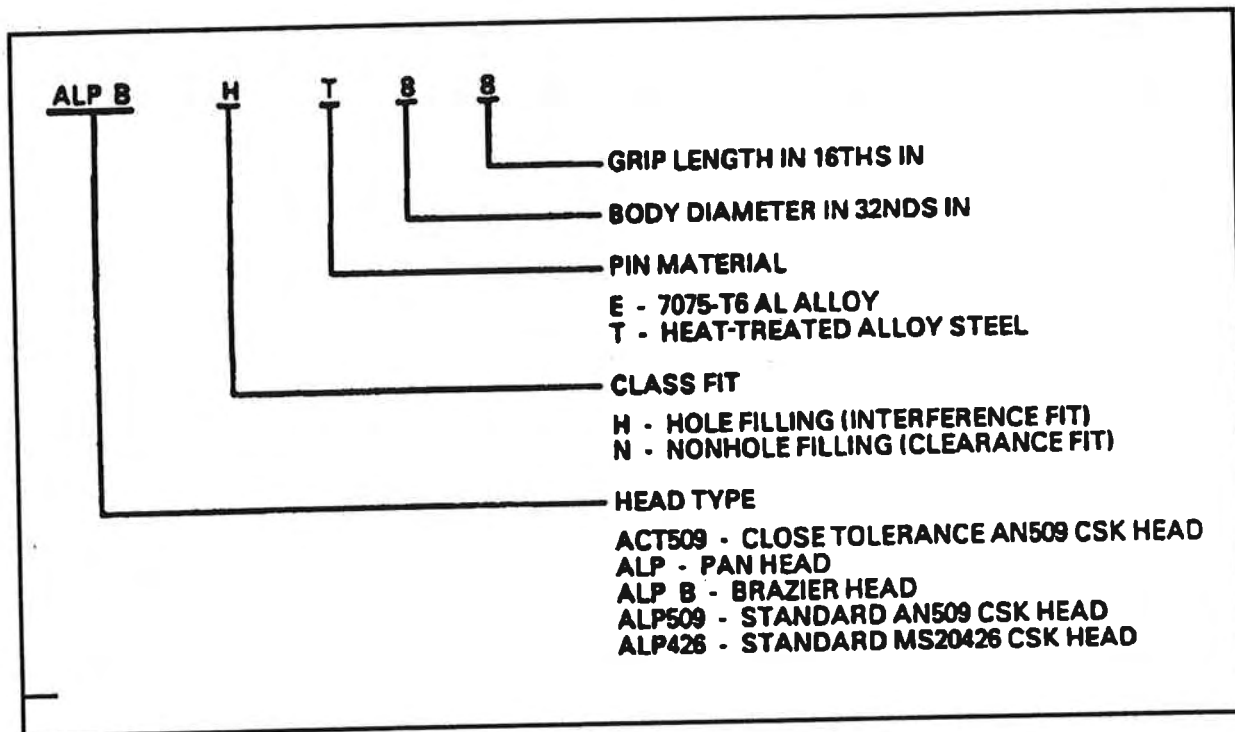 ALP B H T 8 8
GRIP LENGTH IN 16THS IN
BODY DIAMETER IN 32NDS IN
PIN MATERIAL
E - 7075-T6 AL ALLOY
T - HEAT-TREATED ALLOY STEEL
CLASS FIT
H - HOLE FILLING (INTERFERENCE FIT)
N - NONHOLE FILLING (CLEARANCE FIT)
HEAD TYPE
ACT509 - CLOSE TOLERANCE AN509 CSK HEAD
ALP - PAN HEAD
ALP B - BRAZIER HEAD
ALP509 - STANDARD AN509 CSK HEAD
ALP426 - STANDARD MS20426 CSK HEAD